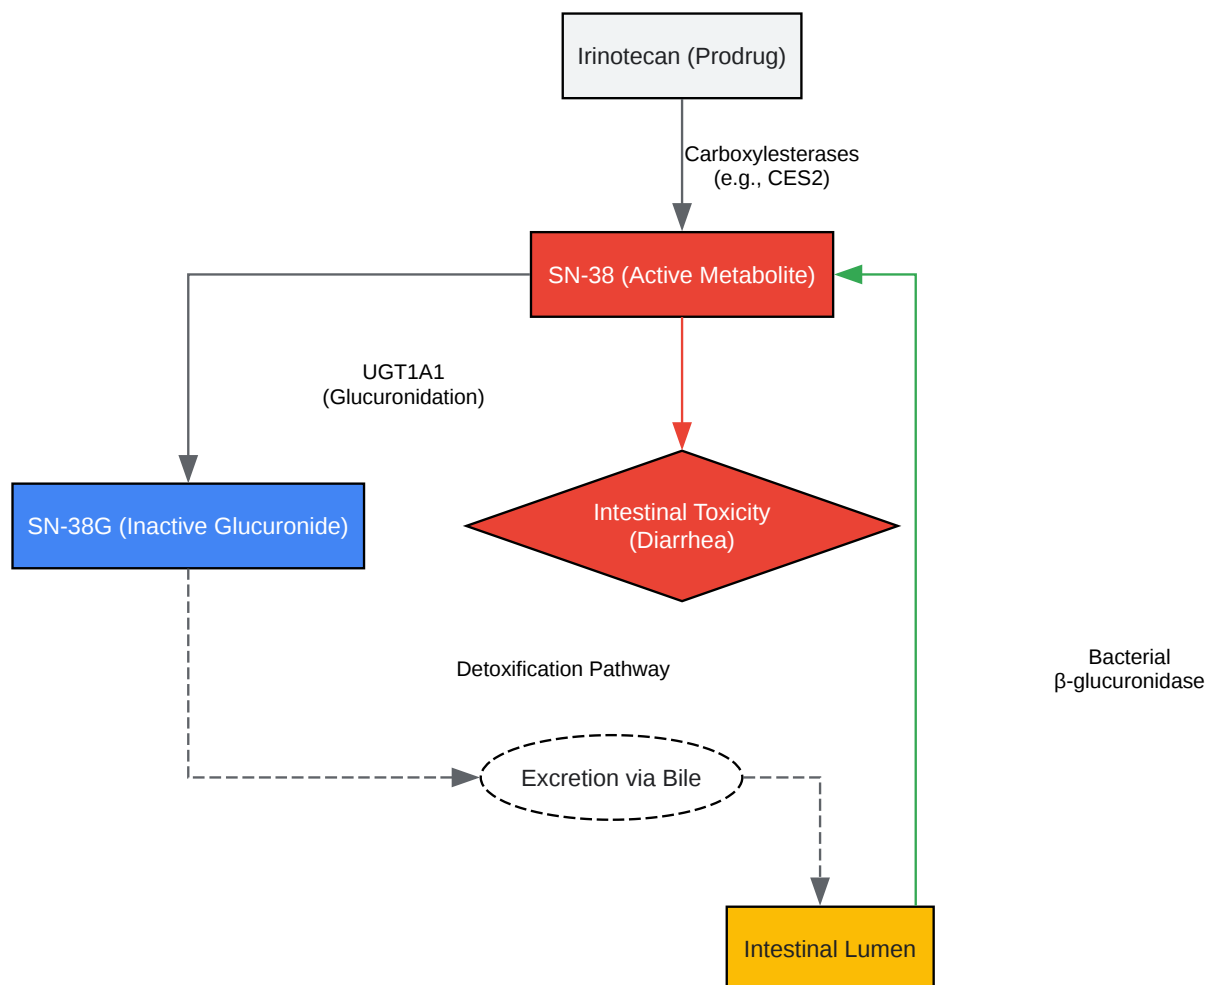 Irinotecan (Prodrug)
Carboxylesterases
(e.g., CES2)
SN-38 (Active Metabolite)
UGT1A1
(Glucuronidation)
SN-38G (Inactive Glucuronide)
Intestinal Toxicity
(Diarrhea)
Detoxification Pathway
Bacterial
β-glucuronidase
Excretion via Bile
Intestinal Lumen